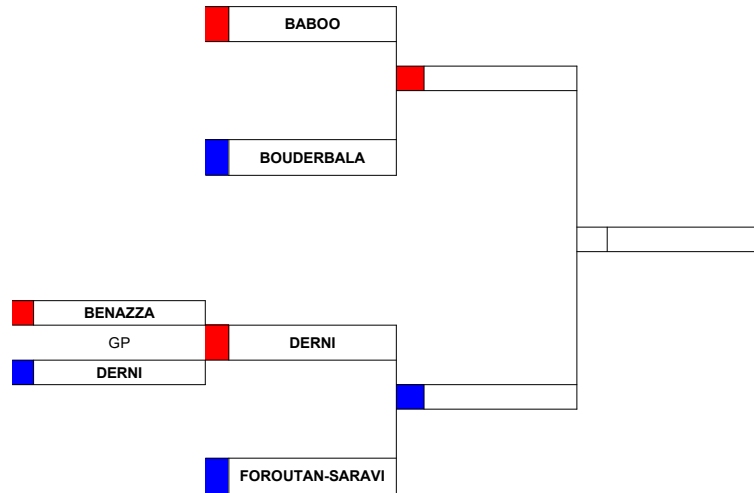 BABOO
BOUDERBALA
BENAZZA
GP
DERNI
DERNI
FOROUTAN-SARAVI